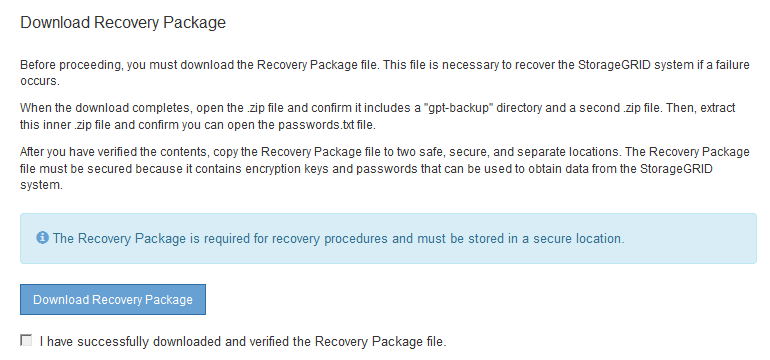 Download Recovery Package
Before proceeding, you must download the Recovery Package file. This file is necessary to recover the StorageGRID system if a failure
occurs.
When the download completes, open the .zip file and confirm it includes a "gpt-backup" directory and a second .zip file. Then, extract
this inner .zip file and confirm you can open the passwords.txt file.
After you have verified the contents, copy the Recovery Package file to two safe, secure, and separate locations. The Recovery Package
file must be secured because it contains encryption keys and passwords that can be used to obtain data from the StorageGRID
system.
The Recovery Package is required for recovery procedures and must be stored in a secure location.
Download Recovery Package
I have successfully downloaded and verified the Recovery Package file.